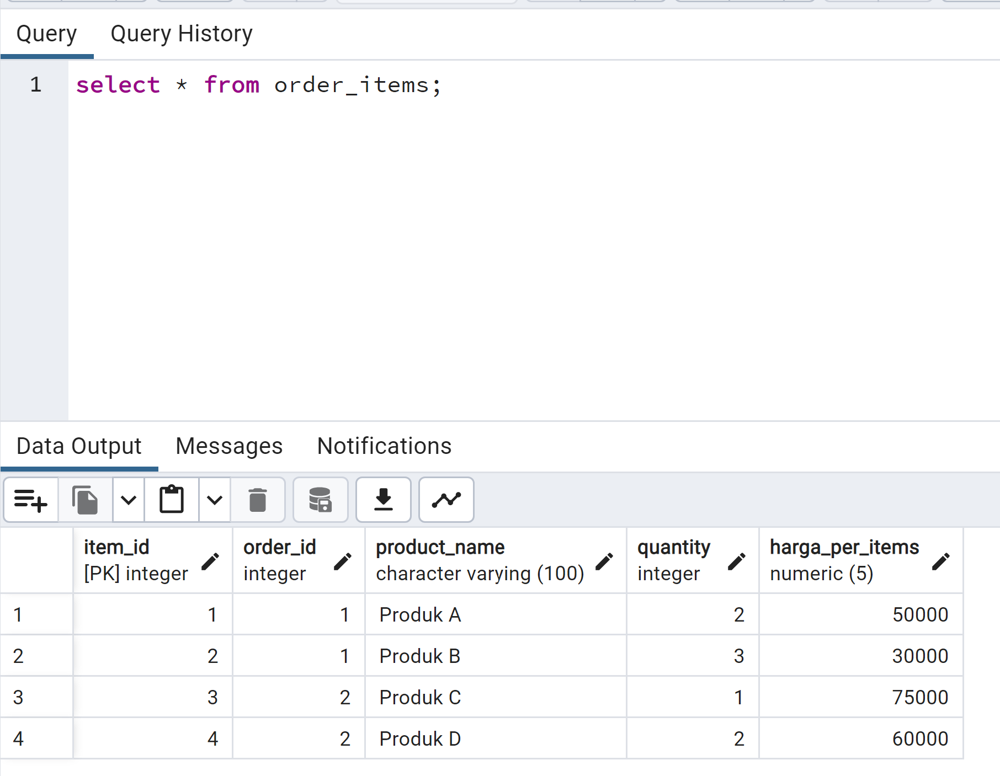 Query Query History
1 select * from order_items;
Data Output Messages Notifications
item_id order_id product_name quantity harga_per_items
[PK] integer integer character varying (100) integer numeric (5)
1 1 1 Produk A 2 50000
2 2 1 Produk B 3 30000
3 3 2 Produk C 1 75000
4 4 2 Produk D 2 60000